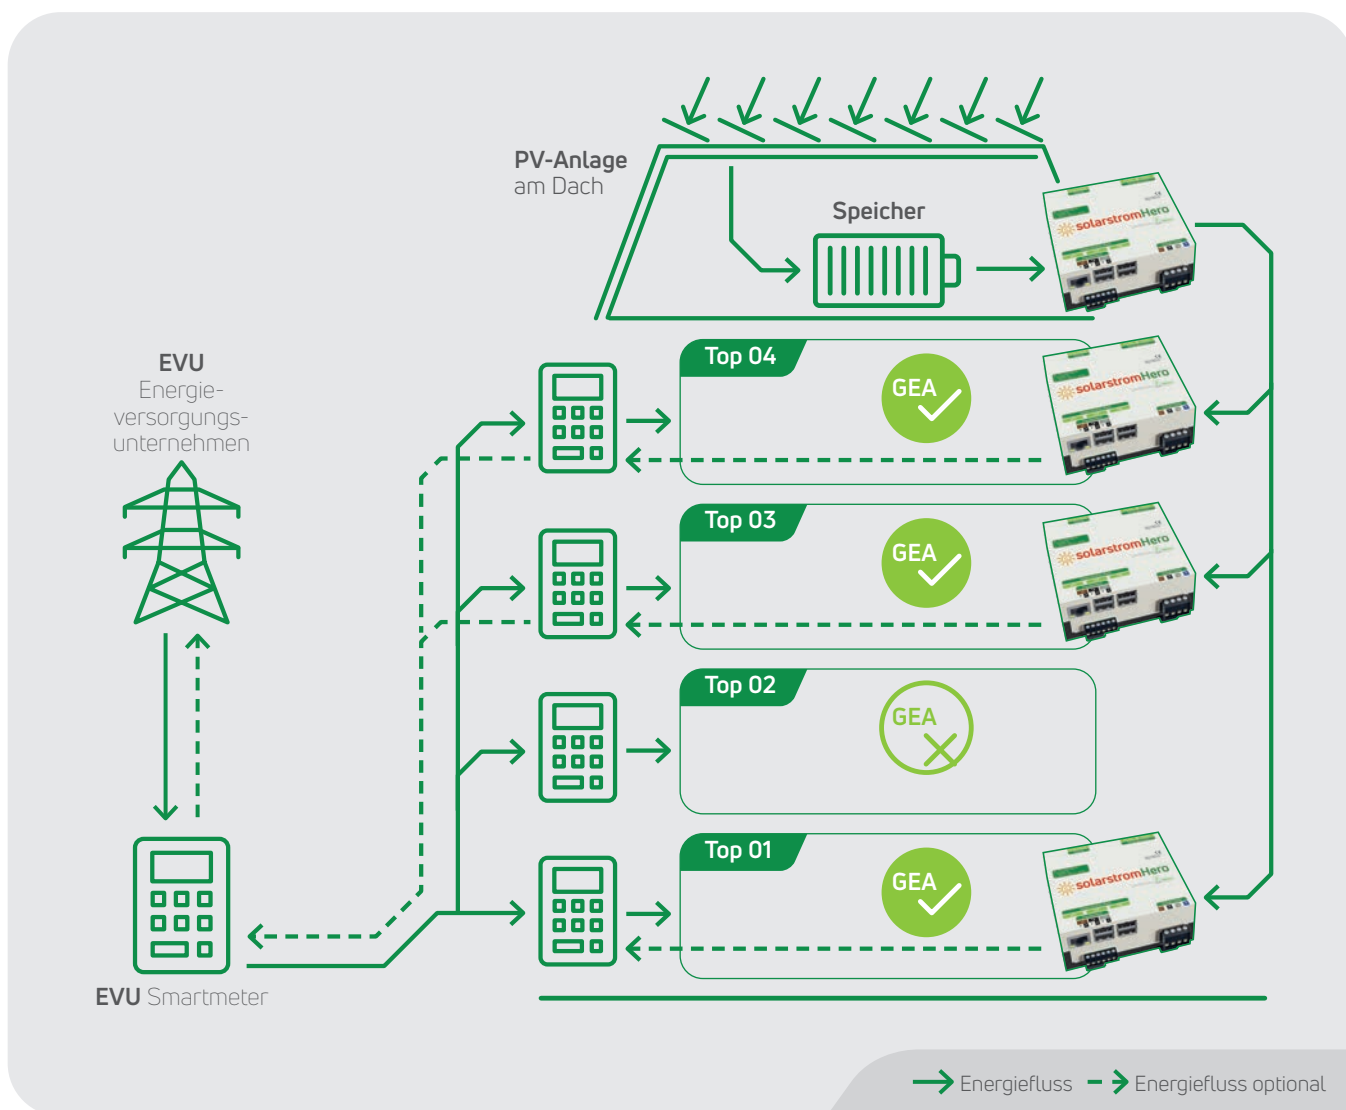 PV-Anlage
am Dach
Speicher
solarstromHero
EVU
Energie-
versorgungs-
unternehmen
Top 04
GEA
solarstromHero
Top 03
GEA
solarstromHero
Top 02
GEA
Top 01
GEA
solarstromHero
EVU Smartmeter
Energiefluss
Energiefluss optional